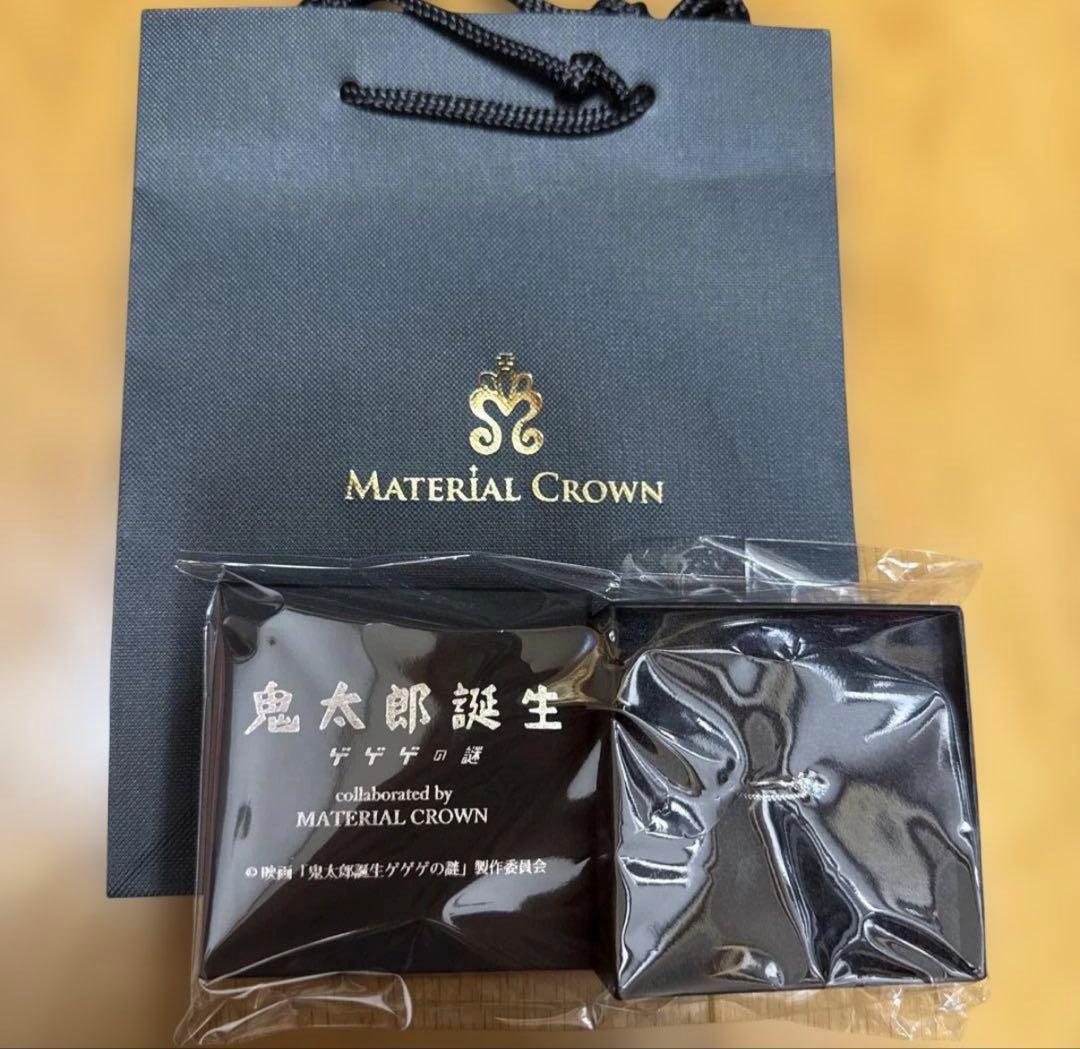 MATERIAL CROWN
鬼太郎誕生
ゲゲゲの謎
collaborated by
MATERIAL CROWN
©映画「鬼太郎誕生ゲゲゲの謎」製作委員会